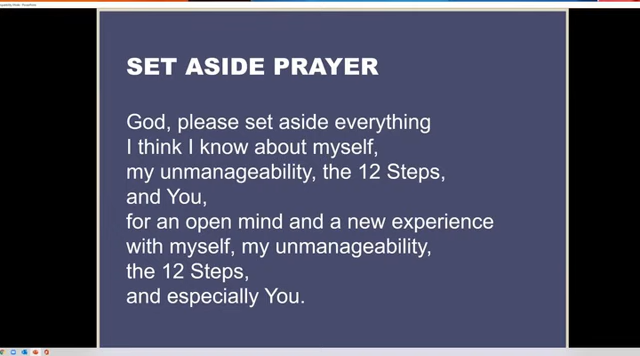 SET ASIDE PRAYER
God, please set aside everything
I think I know about myself,
my unmanageability, the 12 Steps,
and You,
for an open mind and a new experience
with myself, my unmanageability,
the 12 Steps,
and especially You.